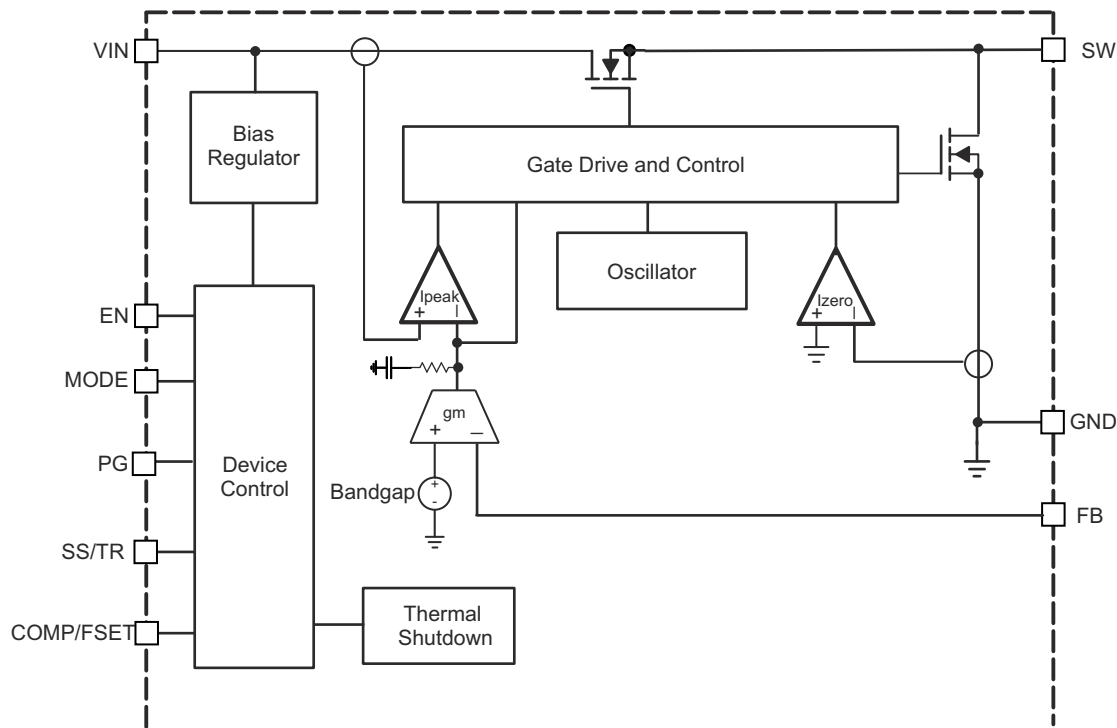 VIN
SW
Bias
Regulator
Gate Drive and Control
Oscillator
Ipeak
+ –
Izero
+ –
EN
MODE
gm
+ –
GND
PG
Device
Control
Bandgap
+
-
FB
SS/TR
Thermal
Shutdown
COMP/FSET